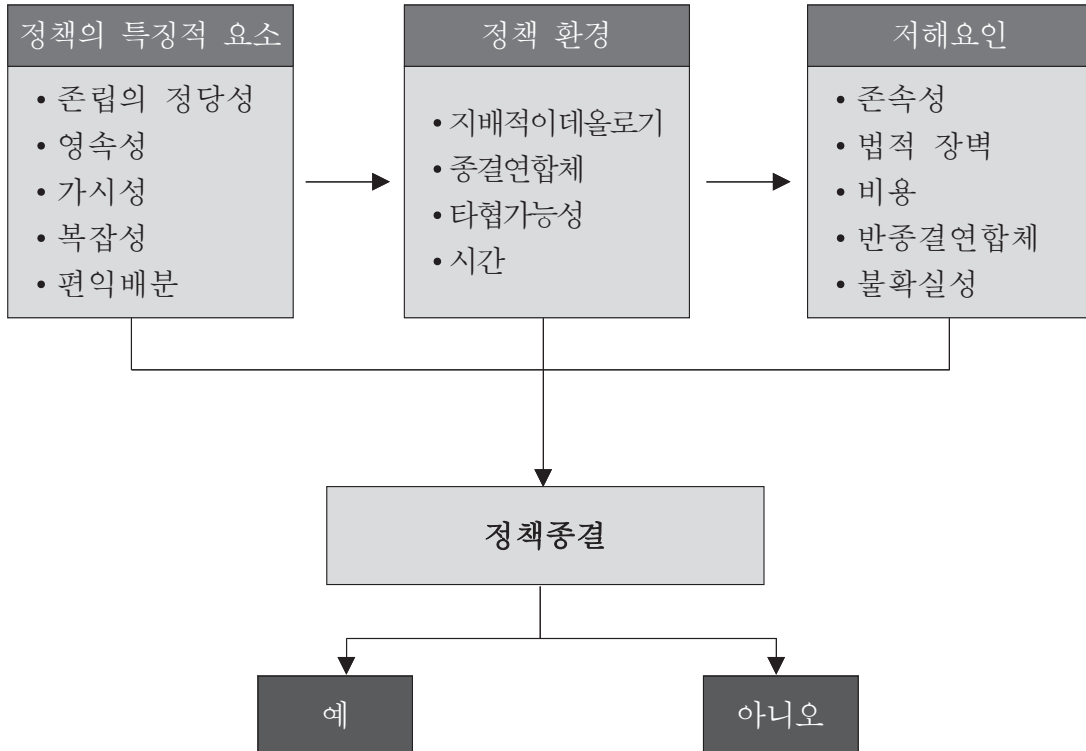 정책의 특징적 요소
• 존립의 정당성
• 영속성
• 가시성
• 복잡성
• 편익배분
정책 환경
• 지배적이데올로기
• 종결연합체
• 타협가능성
• 시간
저해요인
• 존속성
• 법적 장벽
• 비용
• 반종결연합체
• 불확실성
정책종결
예
아니오